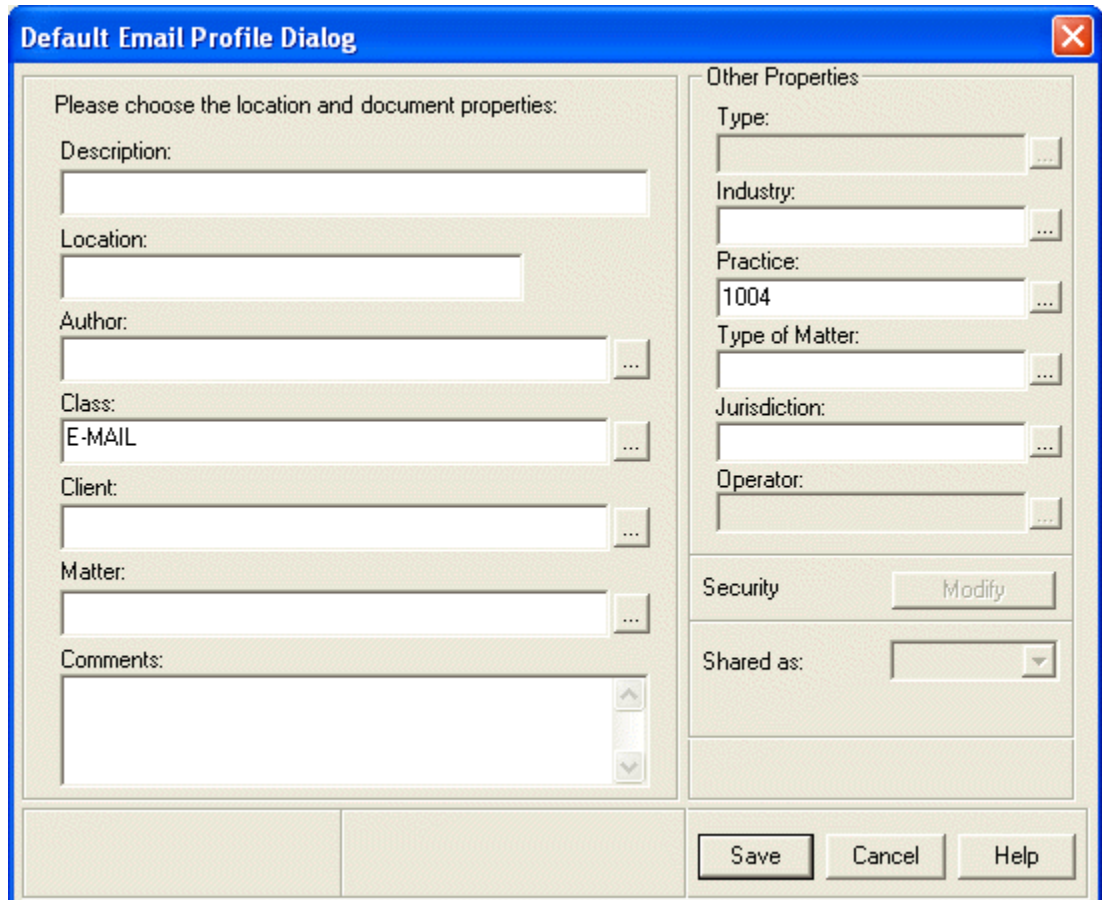 Default Email Profile Dialog
Please choose the location and document properties:
Description:
Location:
Author:
...
Class:
E-MAIL
...
Client:
...
Matter:
...
Comments:
Other Properties
Type:
...
Industry:
...
Practice:
1004
...
Type of Matter:
...
Jurisdiction:
...
Operator:
...
Security
Modify
Shared as:
Save
Cancel
Help